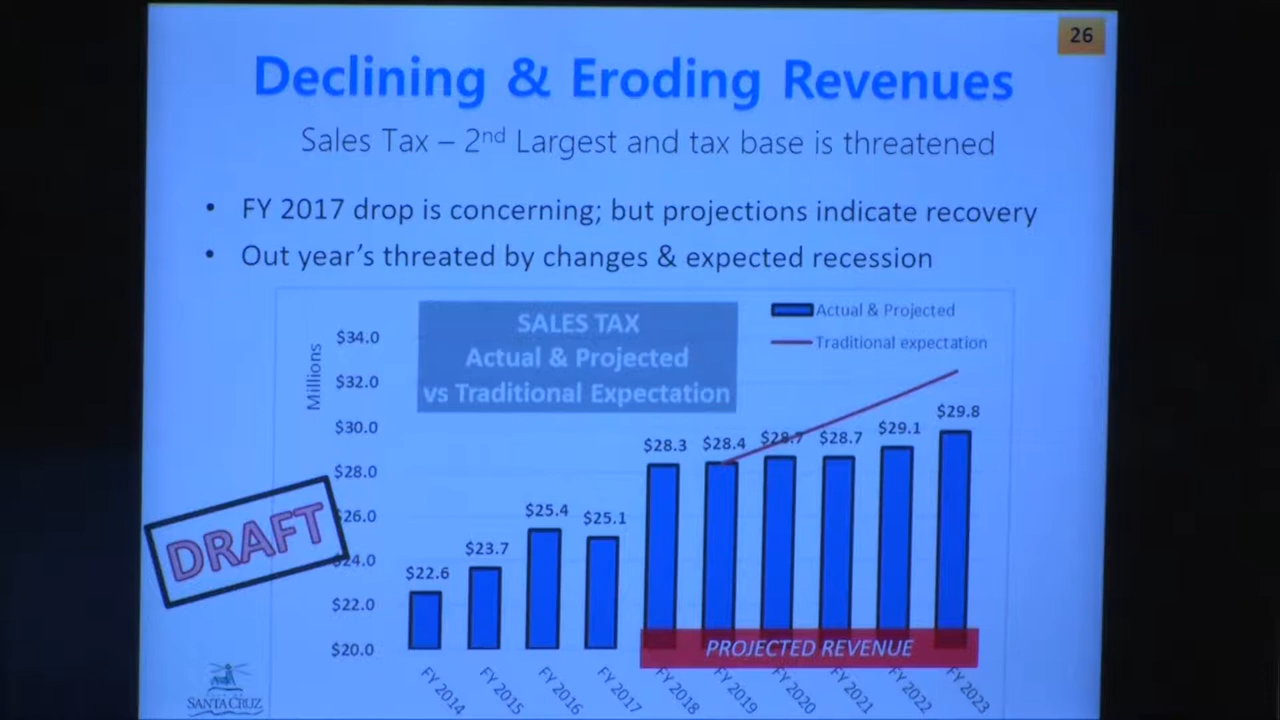 26
Declining & Eroding Revenues
Sales Tax – 2nd Largest and tax base is threatened
• FY 2017 drop is concerning; but projections indicate recovery
• Out year's threated by changes & expected recession
SALES TAX
Actual & Projected
vs Traditional Expectation
Actual & Projected
Traditional expectation
Millions
$34.0
$32.0
$30.0
$28.0
$26.0
$24.0
$22.0
$20.0
$22.6
$23.7
$25.4
$25.1
$28.3
$28.4
$28.7
$28.7
$29.1
$29.8
DRAFT
PROJECTED REVENUE
FY 2014
FY 2015
FY 2016
FY 2017
FY 2018
FY 2019
FY 2020
FY 2021
FY 2022
FY 2023
SANTA CRUZ